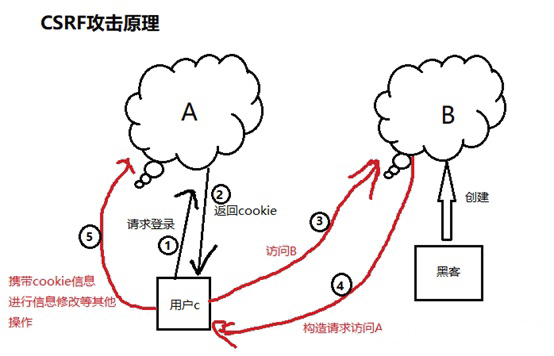 CSRF攻击原理
A
B
②
返回cookie
请求登录
①
③
访问B
创建
⑤
④
黑客
携带cookie信息
进行信息修改等其他
操作
用户c
构造请求访问A